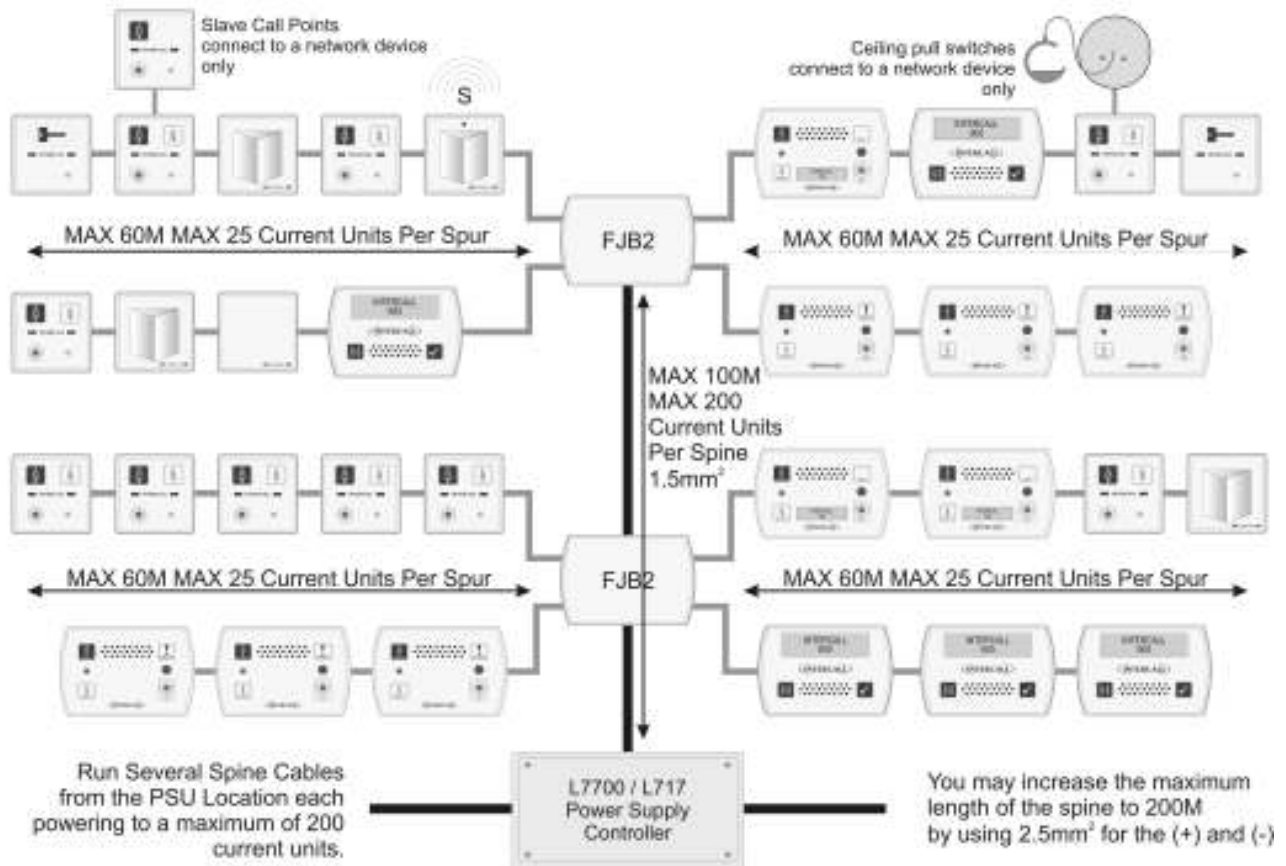 Slave Call Points
connect to a network device
only
Ceiling pull switches
connect to a network device
only
S
INTERCALL
MAX 60M MAX 25 Current Units Per Spur
FJB2
MAX 60M MAX 25 Current Units Per Spur
INTERCALL
MAX 100M
MAX 200
Current Units
Per Spine
1.5mm²
MAX 60M MAX 25 Current Units Per Spur
FJB2
MAX 60M MAX 25 Current Units Per Spur
INTERCALL
INTERCALL
INTERCALL
Run Several Spine Cables
from the PSU Location each
powering to a maximum of 200
current units.
L7700 / L717
Power Supply
Controller
You may increase the maximum
length of the spine to 200M
by using 2.5mm² for the (+) and (-)